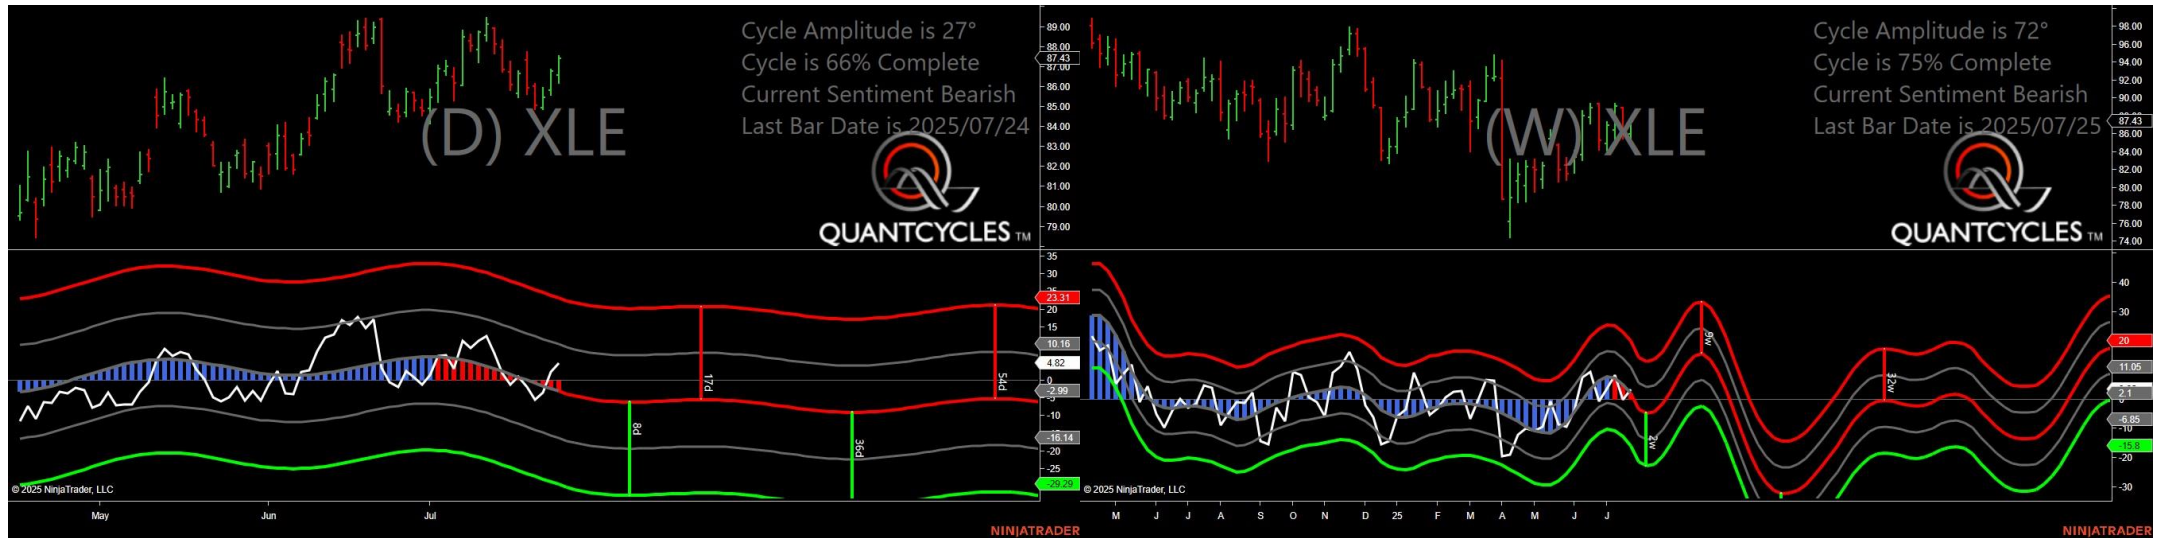 Cycle Amplitude is 27°
Cycle is 66% Complete
Current Sentiment Bearish
Last Bar Date is 2025/07/24
(D) XLE
QUANTCYCLES TM
89.00
88.00
87.43
87.00
86.00
85.00
84.00
83.00
82.00
81.00
80.00
79.00
35
30
23.31
20
15
10.16
4.82
0
-2.99
-10
-16.14
-20
-25
-29.29
8d
17d
36d
54d
© 2025 NinjaTrader, LLC
May
Jun
Jul
NINJATRADER
Cycle Amplitude is 72°
Cycle is 75% Complete
Current Sentiment Bearish
Last Bar Date is 2025/07/25
(W) XLE
QUANTCYCLES TM
98.00
96.00
94.00
92.00
90.00
87.43
86.00
84.00
82.00
80.00
78.00
76.00
74.00
40
30
20
11.05
2.1
-6.85
-10
-15.8
-20
-30
2w
9w
32w
© 2025 NinjaTrader, LLC
M J J A S O N D 25 F M A M J J
NINJATRADER